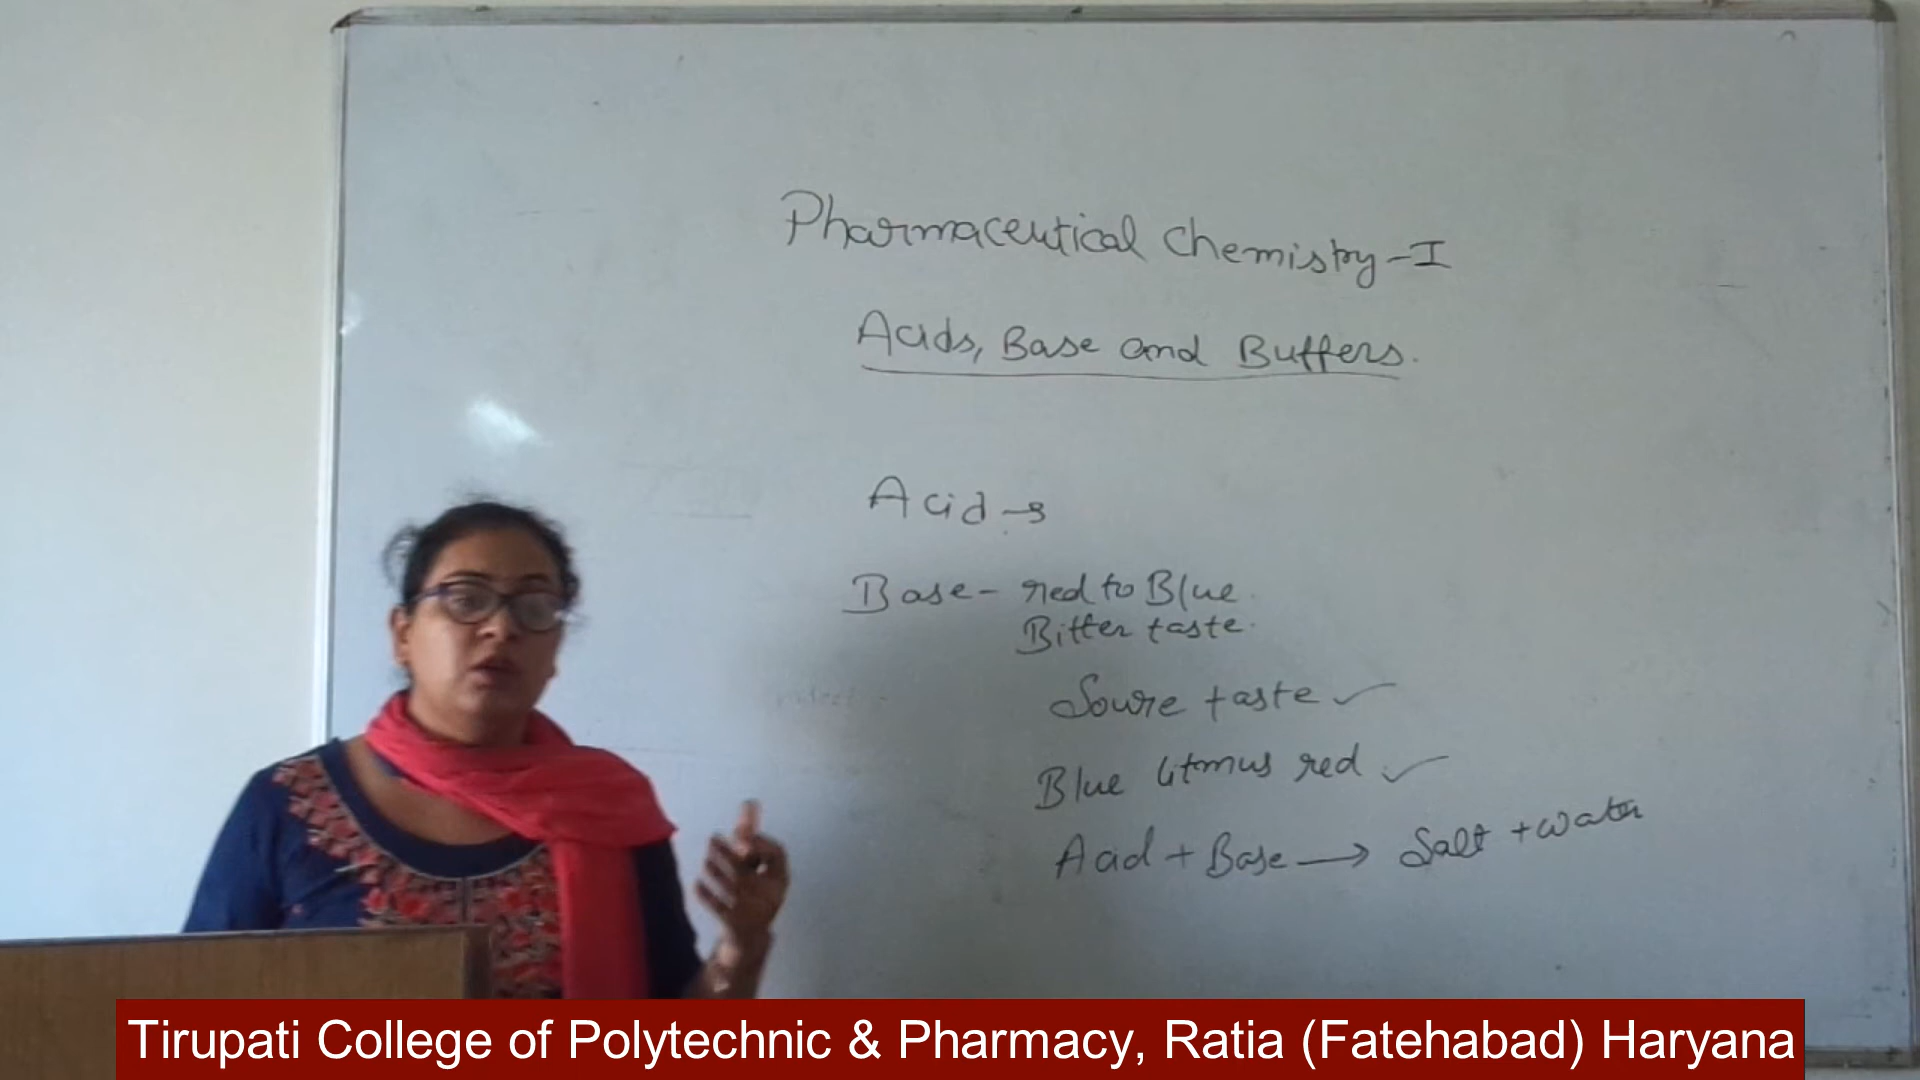 Pharmaceutical Chemistry-I
Acids, Base and Buffers.
Acid →
Base - red to Blue.
Bitter taste.
Soure taste ✓
Blue litmus red ✓
Acid + Base → Salt + water
Tirupati College of Polytechnic & Pharmacy, Ratia (Fatehabad) Haryana